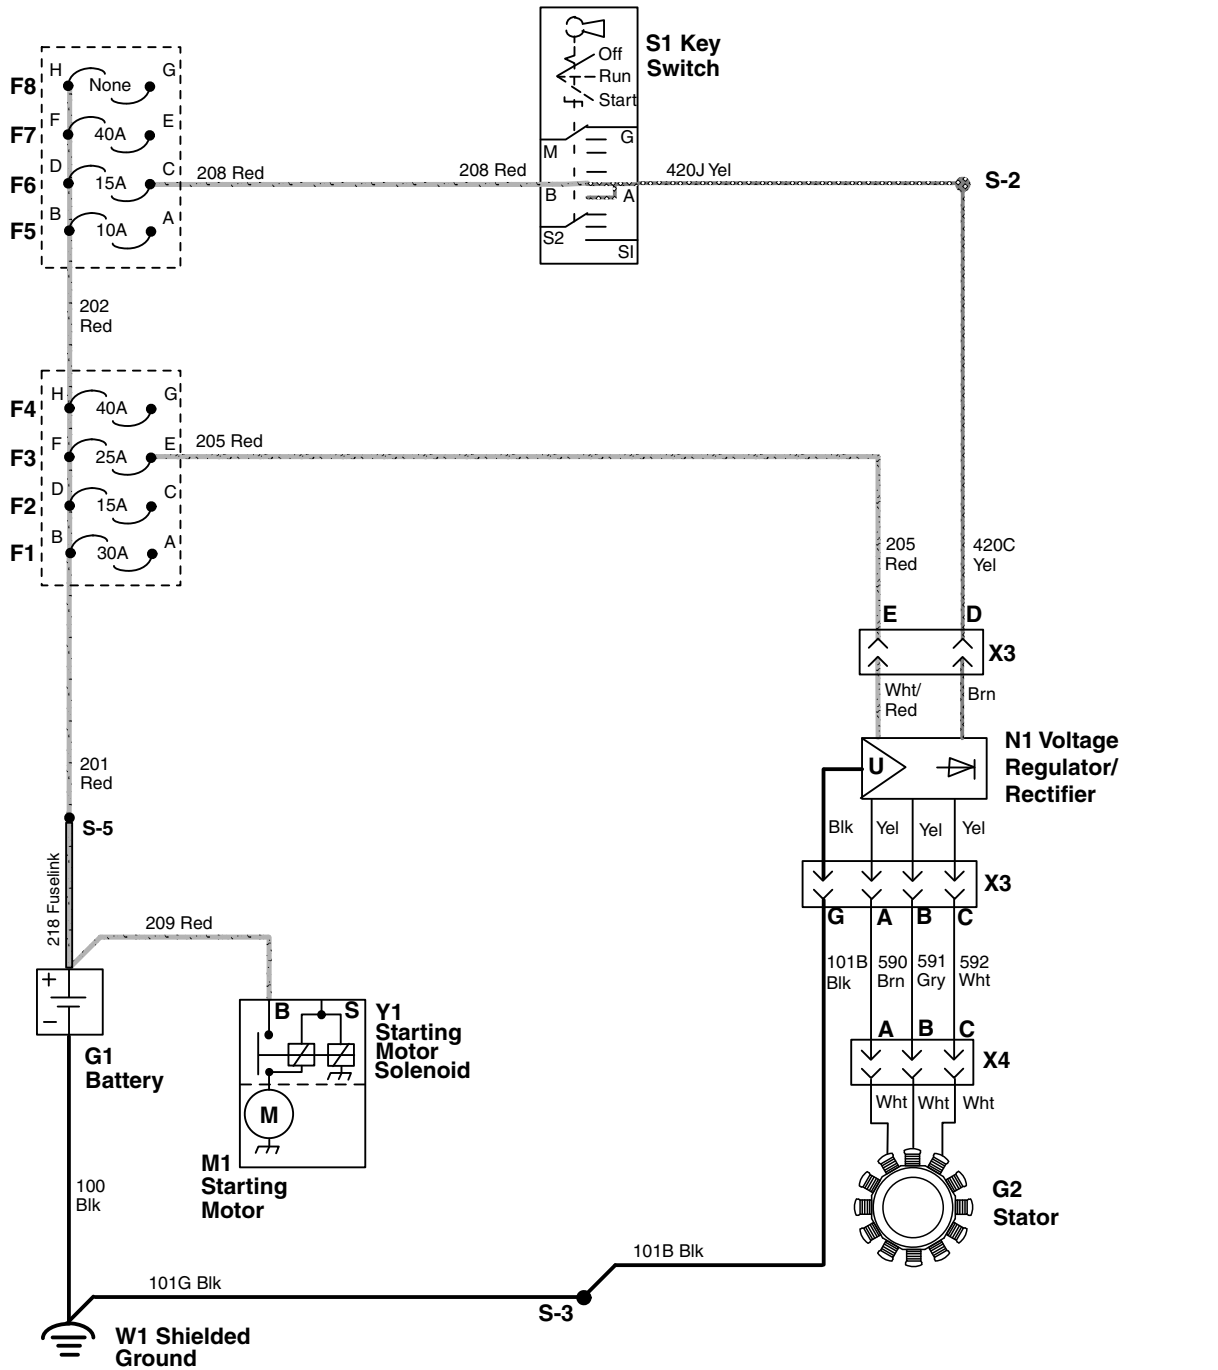 S1 Key
Switch
Off
Run
Start
M
G
B
A
S2
SI
F8
H
None
G
F7
F
40A
E
F6
D
15A
C
F5
B
10A
A
208 Red
208 Red
420J Yel
S-2
202
Red
F4
H
40A
G
F3
F
25A
E
F2
D
15A
C
F1
B
30A
A
205 Red
205
Red
420C
Yel
E
D
X3
Wht/
Red
Brn
U
N1 Voltage
Regulator/
Rectifier
201
Red
S-5
218 Fuselink
209 Red
Blk
Yel
Yel
Yel
X3
G
A
B
C
101B
Blk
590
Brn
591
Gry
592
Wht
+
−
G1
Battery
B
S
Y1
Starting
Motor
Solenoid
M
M1
Starting
Motor
A
B
C
X4
Wht
Wht
Wht
G2
Stator
100
Blk
101B Blk
101G Blk
S-3
W1 Shielded
Ground